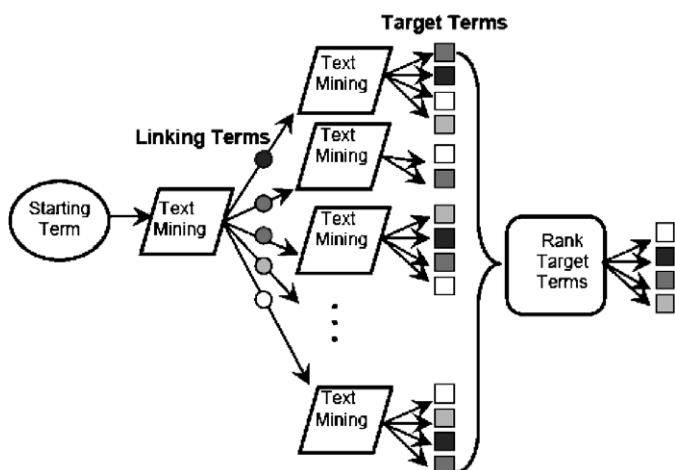 Target Terms
Text
Mining
Linking Terms
Text
Mining
Starting
Term
Text
Mining
Text
Mining
Rank
Target
Terms
Text
Mining